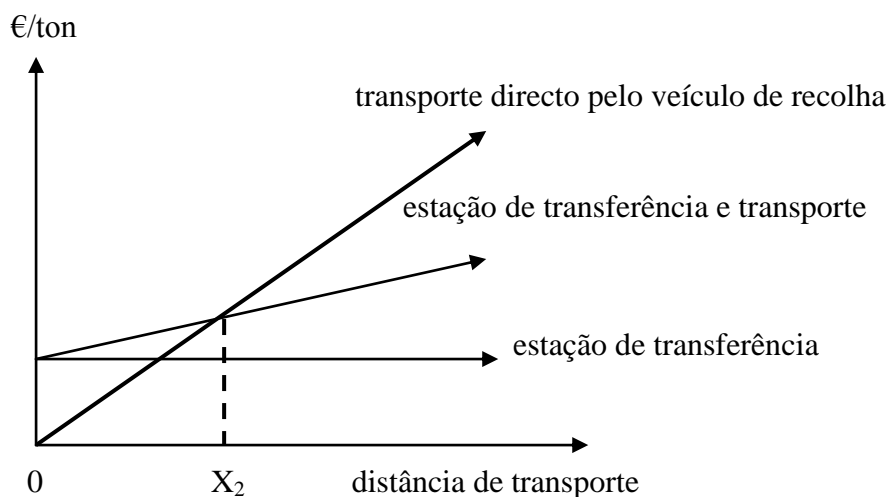 €/ton
transporte directo pelo veículo de recolha
estação de transferência e transporte
estação de transferência
0 X₂ distância de transporte